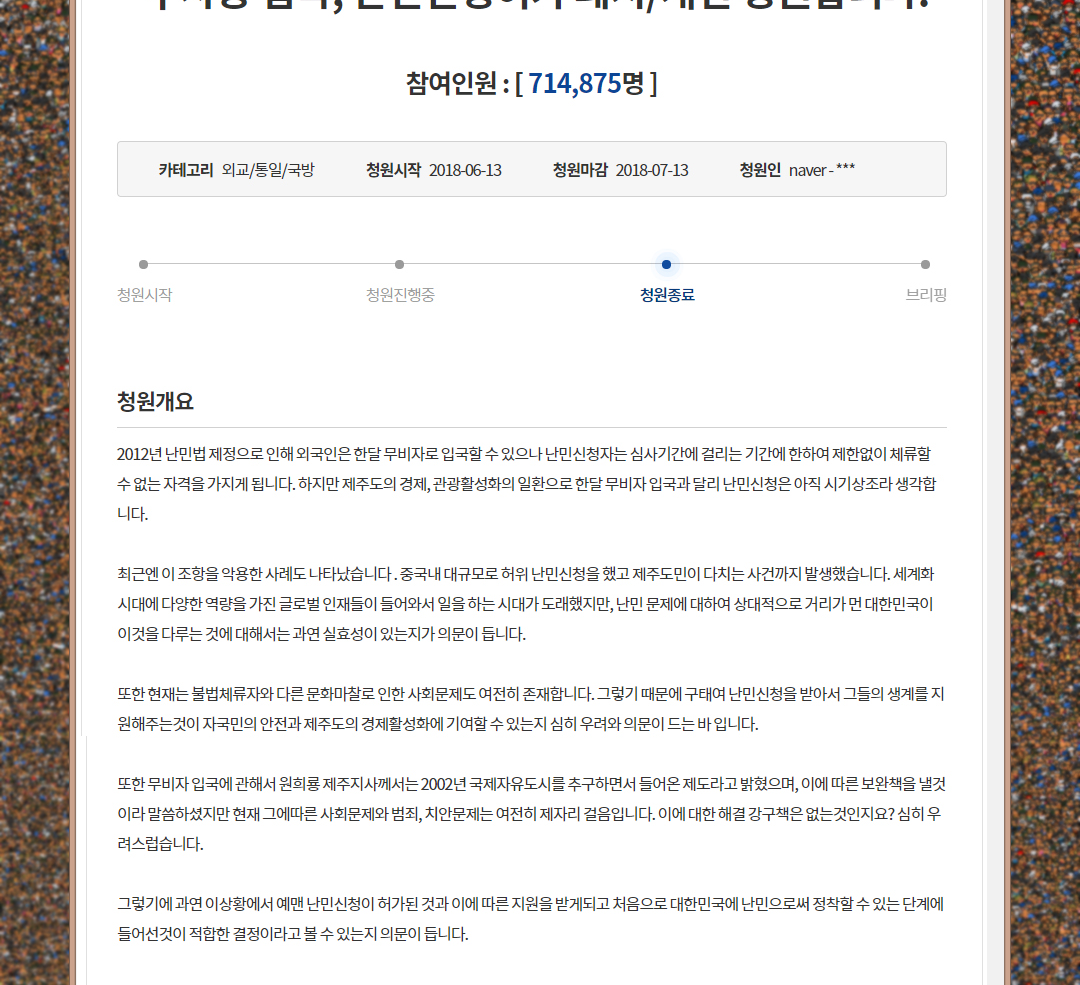 참여인원 : [ 714,875명 ]
카테고리 외교/통일/국방 청원시작 2018-06-13 청원마감 2018-07-13 청원인 naver - ***
청원시작 청원진행중 청원종료 브리핑
청원개요
2012년 난민법 제정으로 인해 외국인은 한달 무비자로 입국할 수 있으나 난민신청자는 심사기간에 걸리는 기간에 한하여 제한없이 체류할
수 없는 자격을 가지게 됩니다. 하지만 제주도의 경제, 관광활성화의 일환으로 한달 무비자 입국과 달리 난민신청은 아직 시기상조라 생각합
니다.
최근엔 이 조항을 악용한 사례도 나타났습니다 . 중국내 대규모로 허위 난민신청을 했고 제주도민이 다치는 사건까지 발생했습니다. 세계화
시대에 다양한 역량을 가진 글로벌 인재들이 들어와서 일을 하는 시대가 도래했지만, 난민 문제에 대하여 상대적으로 거리가 먼 대한민국이
이것을 다루는 것에 대해서는 과연 실효성이 있는지가 의문이 듭니다.
또한 현재는 불법체류자와 다른 문화마찰로 인한 사회문제도 여전히 존재합니다. 그렇기 때문에 구태여 난민신청을 받아서 그들의 생계를 지
원해주는것이 자국민의 안전과 제주도의 경제활성화에 기여할 수 있는지 심히 우려와 의문이 드는 바 입니다.
또한 무비자 입국에 관해서 원희룡 제주지사께서는 2002년 국제자유도시를 추구하면서 들어온 제도라고 밝혔으며, 이에 따른 보완책을 낼것
이라 말씀하셨지만 현재 그에따른 사회문제와 범죄, 치안문제는 여전히 제자리 걸음입니다. 이에 대한 해결 강구책은 없는것인지요? 심히 우
려스럽습니다.
그렇기에 과연 이상황에서 예맨 난민신청이 허가된 것과 이에 따른 지원을 받게되고 처음으로 대한민국에 난민으로써 정착할 수 있는 단계에
들어선것이 적합한 결정이라고 볼 수 있는지 의문이 듭니다.